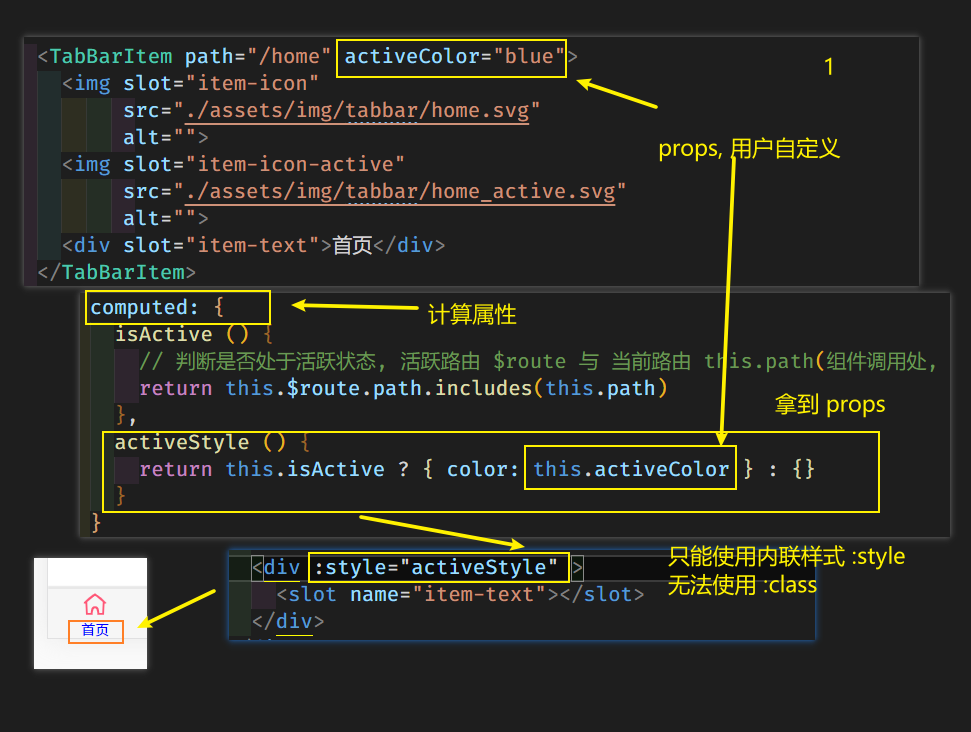 <TabBarItem path="/home" activeColor="blue">
1
<img slot="item-icon"
src="./assets/img/tabbar/home.svg"
alt="">
props, 用户自定义
<img slot="item-icon-active"
src="./assets/img/tabbar/home_active.svg"
alt="">
<div slot="item-text">首页</div>
</TabBarItem>
computed: {
计算属性
isActive () {
// 判断是否处于活跃状态, 活跃路由 $route 与 当前路由 this.path(组件调用处,
return this.$route.path.includes(this.path)
},
拿到 props
activeStyle () {
return this.isActive ? { color: this.activeColor } : {}
}
}
<div :style="activeStyle" >
<slot name="item-text"></slot>
</div>
只能使用内联样式 :style
无法使用 :class
首页